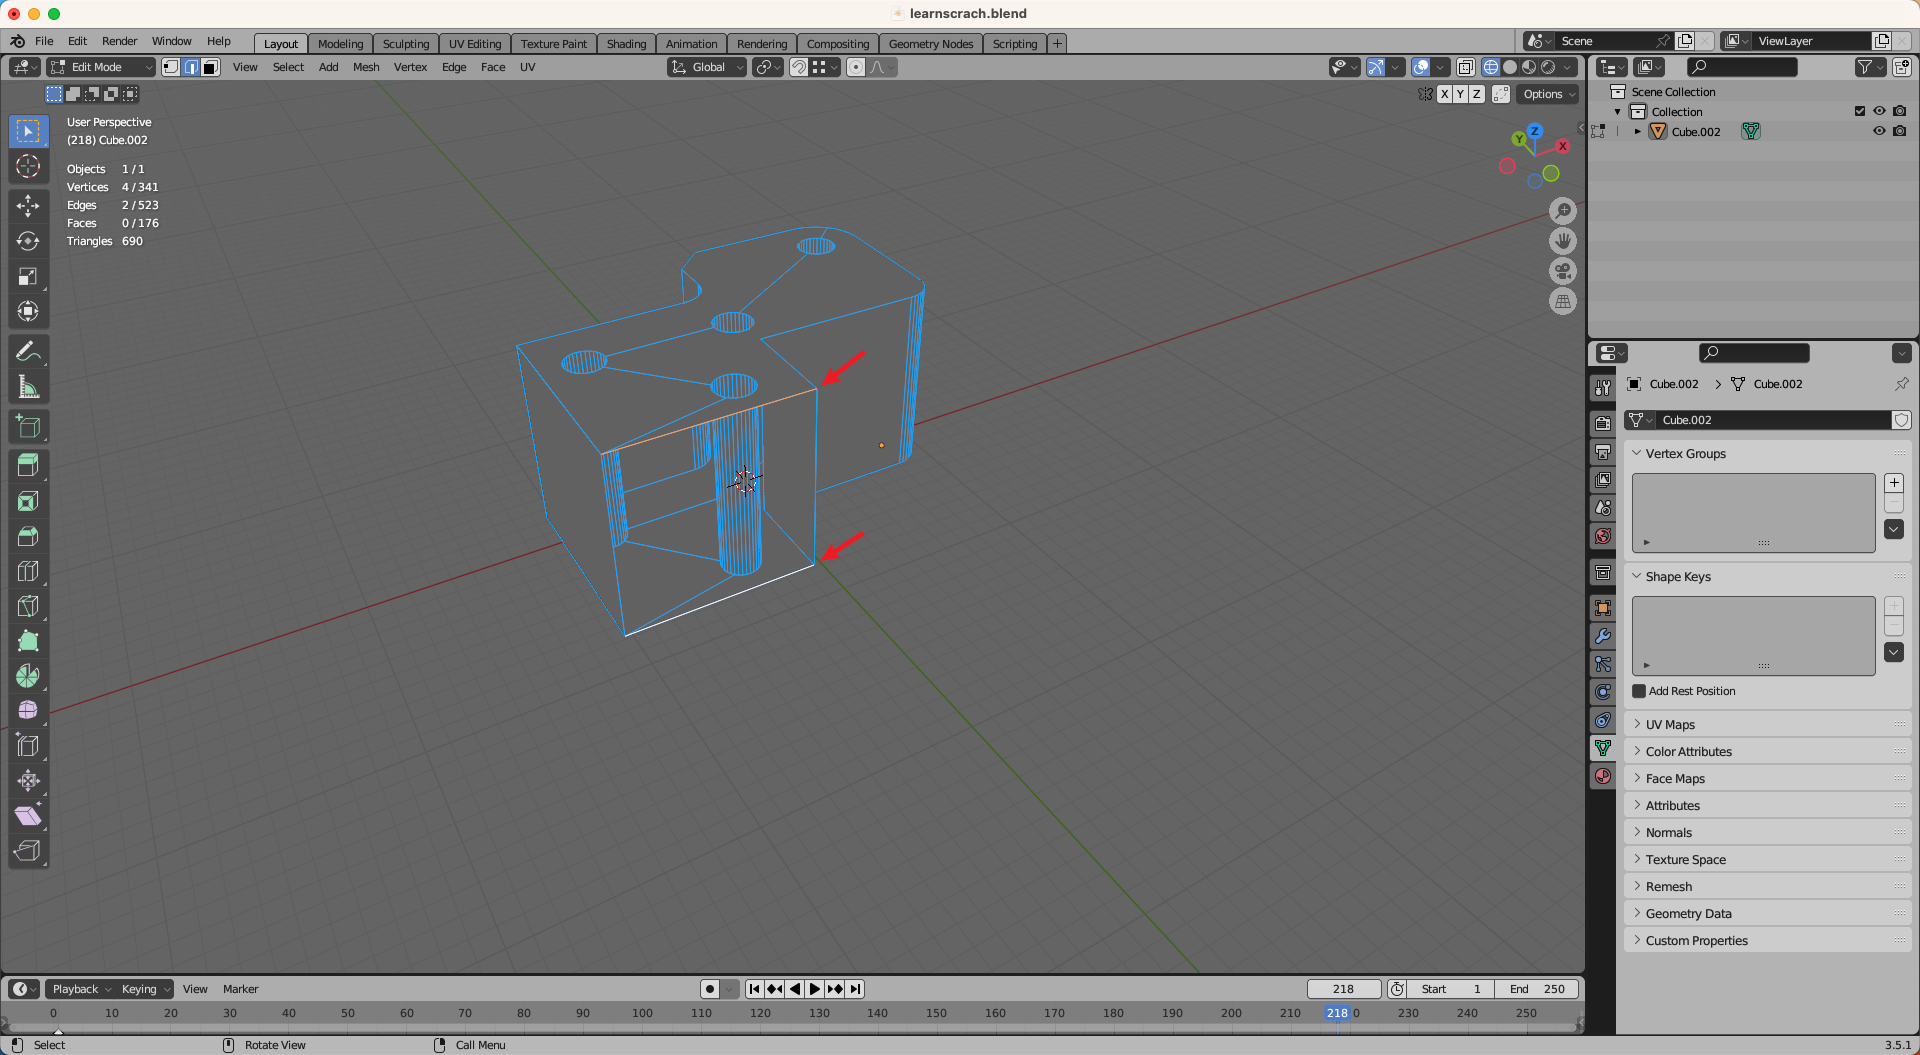 learnscrach.blend
File Edit Render Window Help Layout Modeling Sculpting UV Editing Texture Paint Shading Animation Rendering Compositing Geometry Nodes Scripting + Scene ViewLayer
Edit Mode View Select Add Mesh Vertex Edge Face UV Global
X Y Z Options
User Perspective
(218) Cube.002
Objects 1 / 1
Vertices 4 / 341
Edges 2 / 523
Faces 0 / 176
Triangles 690
Z
Y
X
Scene Collection
Collection
Cube.002
Cube.002 > Cube.002
Cube.002
Vertex Groups
Shape Keys
Add Rest Position
UV Maps
Color Attributes
Face Maps
Attributes
Normals
Texture Space
Remesh
Geometry Data
Custom Properties
Playback Keying View Marker 218 Start 1 End 250
0 10 20 30 40 50 60 70 80 90 100 110 120 130 140 150 160 170 180 190 200 210 218 0 230 240 250
Select Rotate View Call Menu 3.5.1